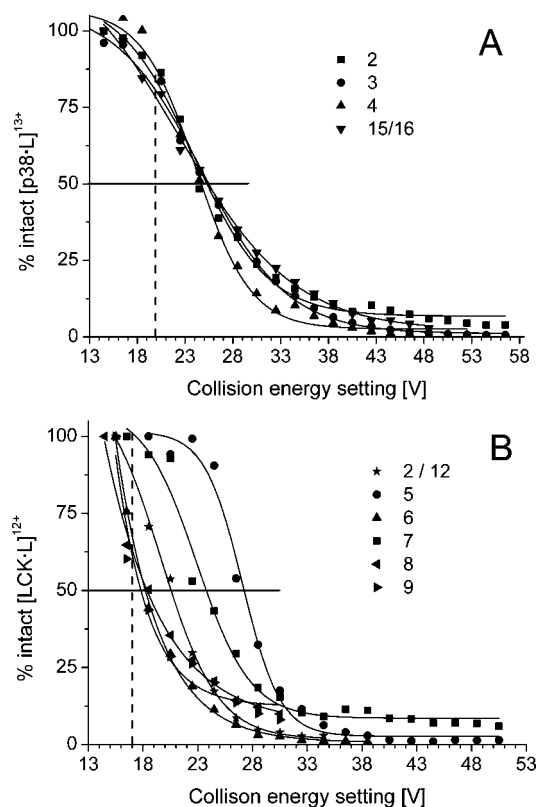 A
2
3
4
15/16
% intact [p38·L]13+
100
75
50
25
0
13 18 23 28 33 38 43 48 53 58
Collision energy setting [V]
B
2 / 12
5
6
7
8
9
% intact [LCK·L]12+
100
75
50
25
0
13 18 23 28 33 38 43 48 53
Collision energy setting [V]